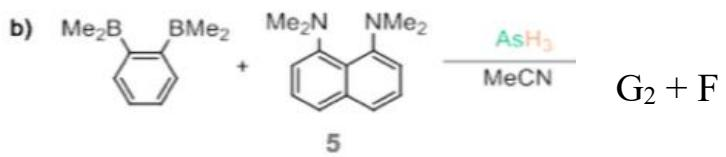 b) Me₂B BMe₂ Me₂N NMe₂ AsH₃
+ MeCN G₂ + F
5